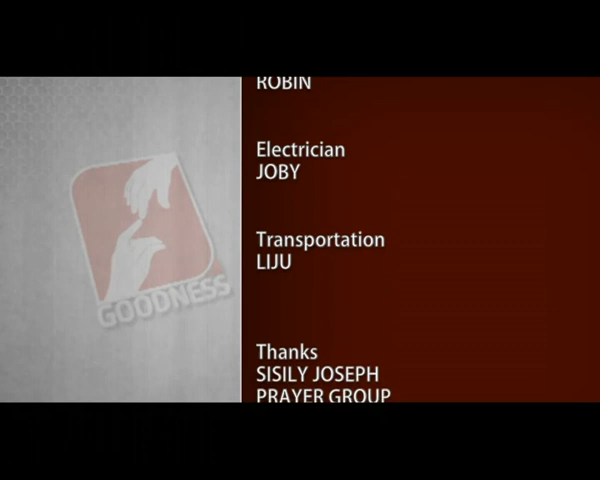 ROBIN
Electrician
JOBY
Transportation
LIJU
Thanks
SISILY JOSEPH
PRAYER GROUP
GOODNESS